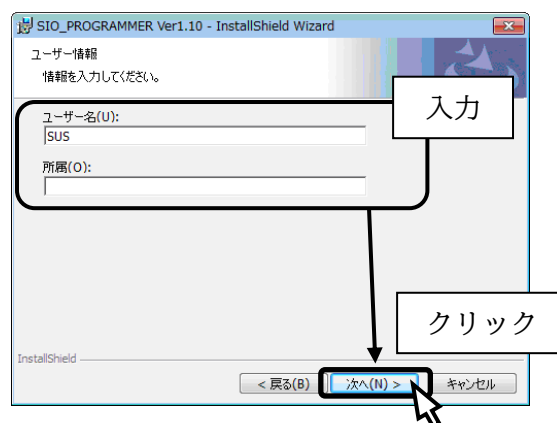 SIO_PROGRAMMER Ver1.10 - InstallShield Wizard
ユーザー情報
情報を入力してください。
入力
ユーザー名(U):
SUS
所属(O):
クリック
InstallShield
< 戻る(B)
次へ(N) >
キャンセル